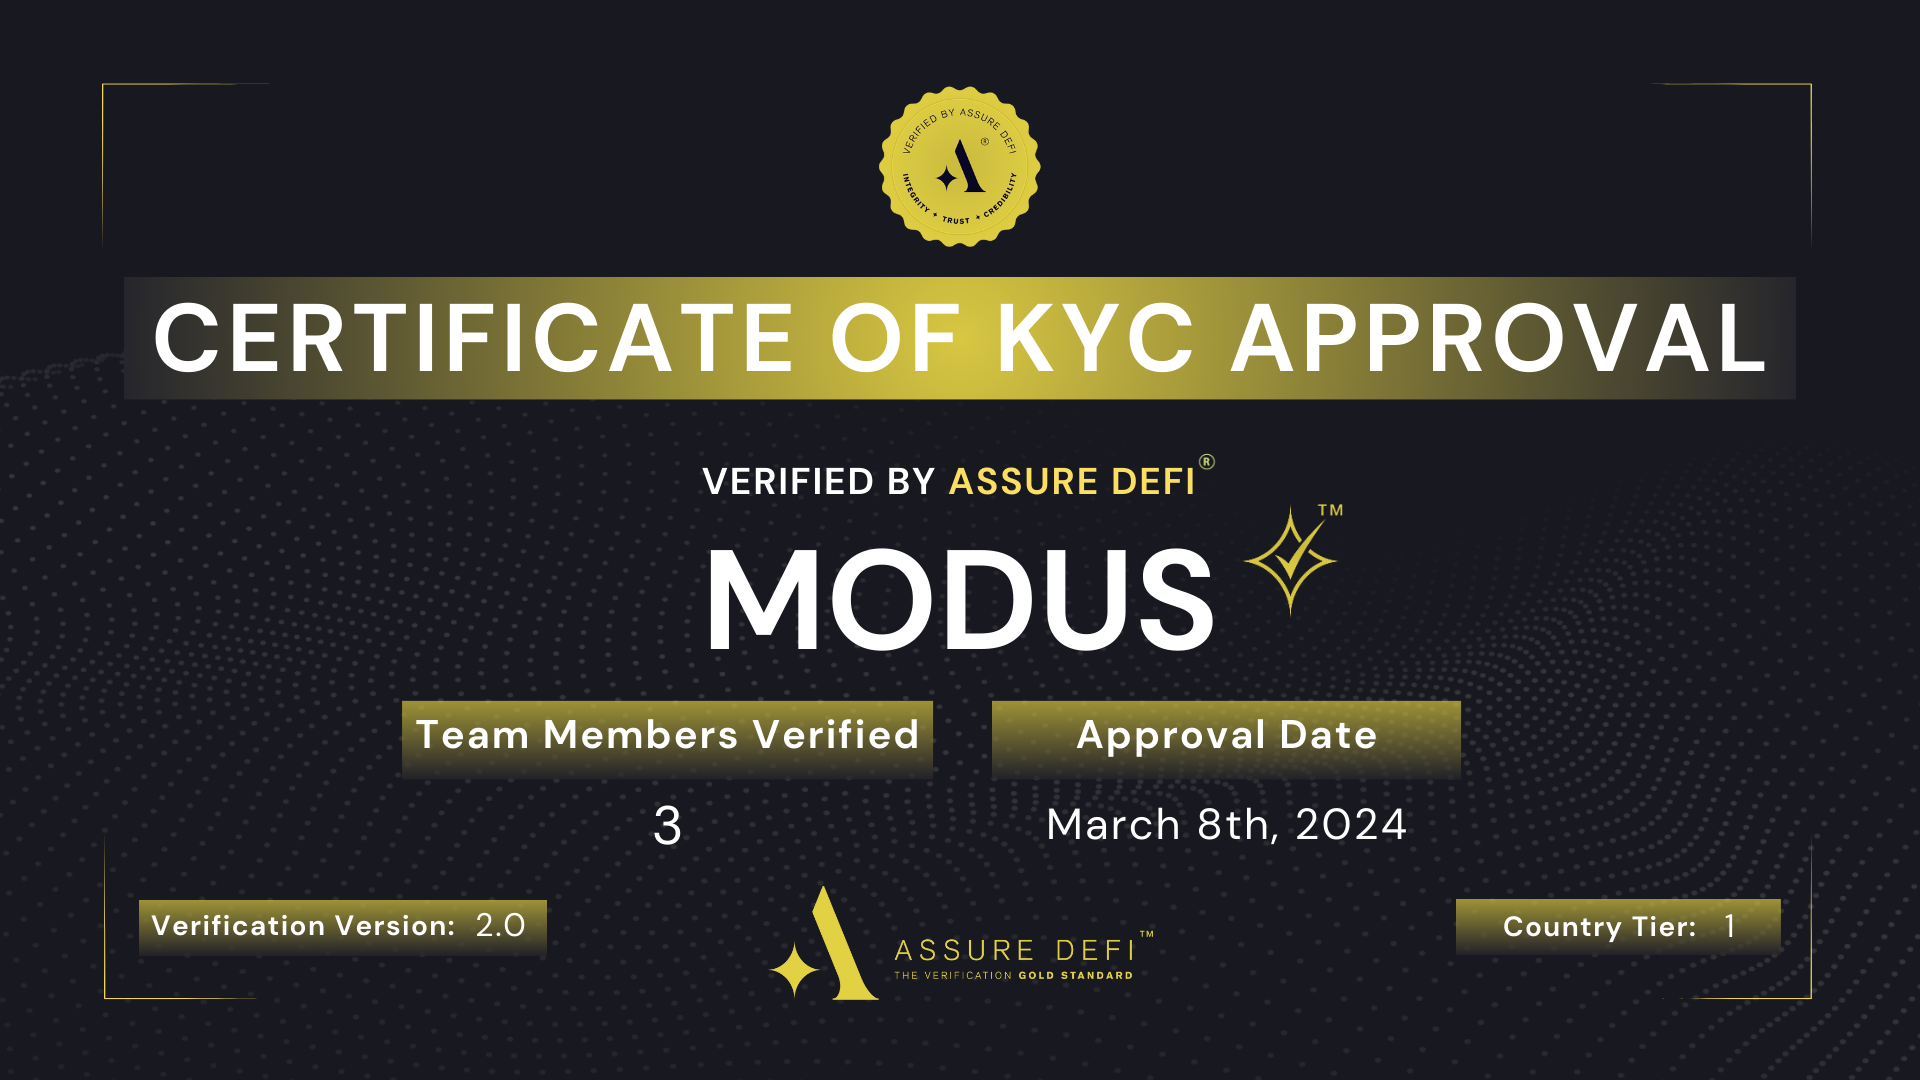 VERIFIED BY ASSURE DEFI
®
INTEGRITY ✦ TRUST ✦ CREDIBILITY
CERTIFICATE OF KYC APPROVAL
VERIFIED BY ASSURE DEFI®
MODUS
TM
Team Members Verified
3
Approval Date
March 8th, 2024
Verification Version: 2.0
ASSURE DEFI™
THE VERIFICATION GOLD STANDARD
Country Tier: 1